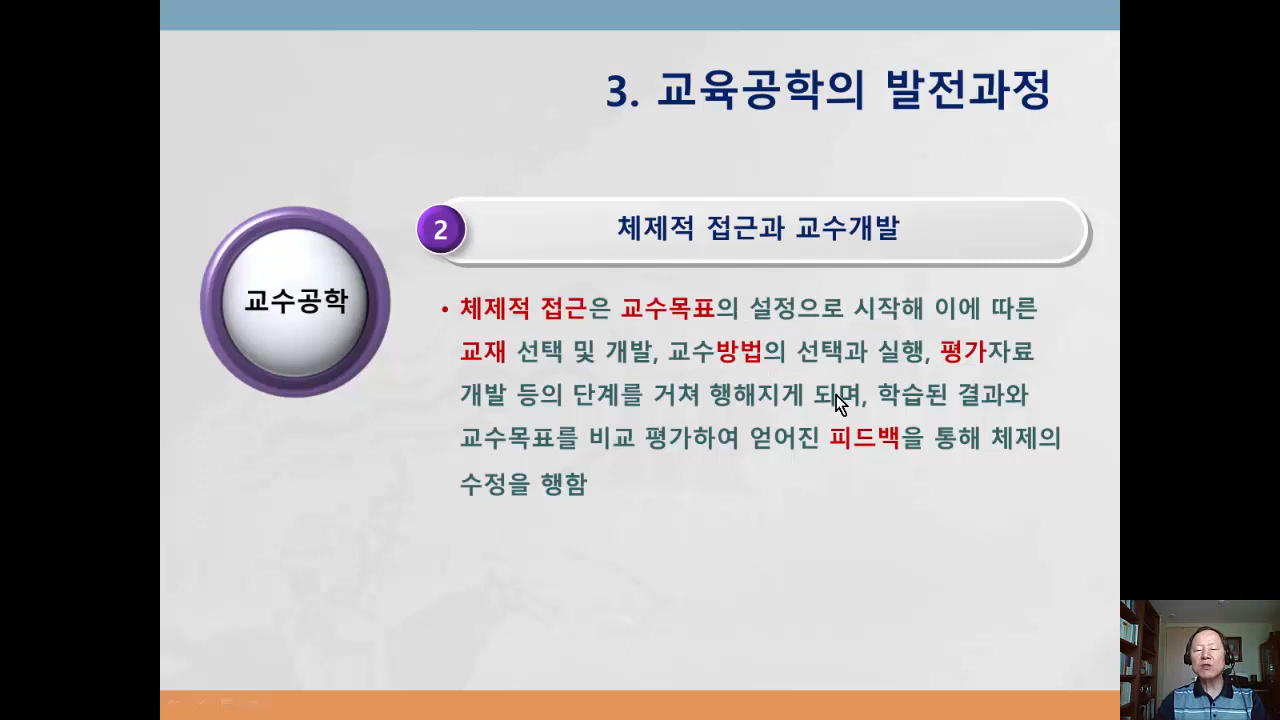 3. 교육공학의 발전과정
2 체제적 접근과 교수개발
교수공학
• 체제적 접근은 교수목표의 설정으로 시작해 이에 따른
교재 선택 및 개발, 교수방법의 선택과 실행, 평가자료
개발 등의 단계를 거쳐 행해지게 되며, 학습된 결과와
교수목표를 비교 평가하여 얻어진 피드백을 통해 체제의
수정을 행함